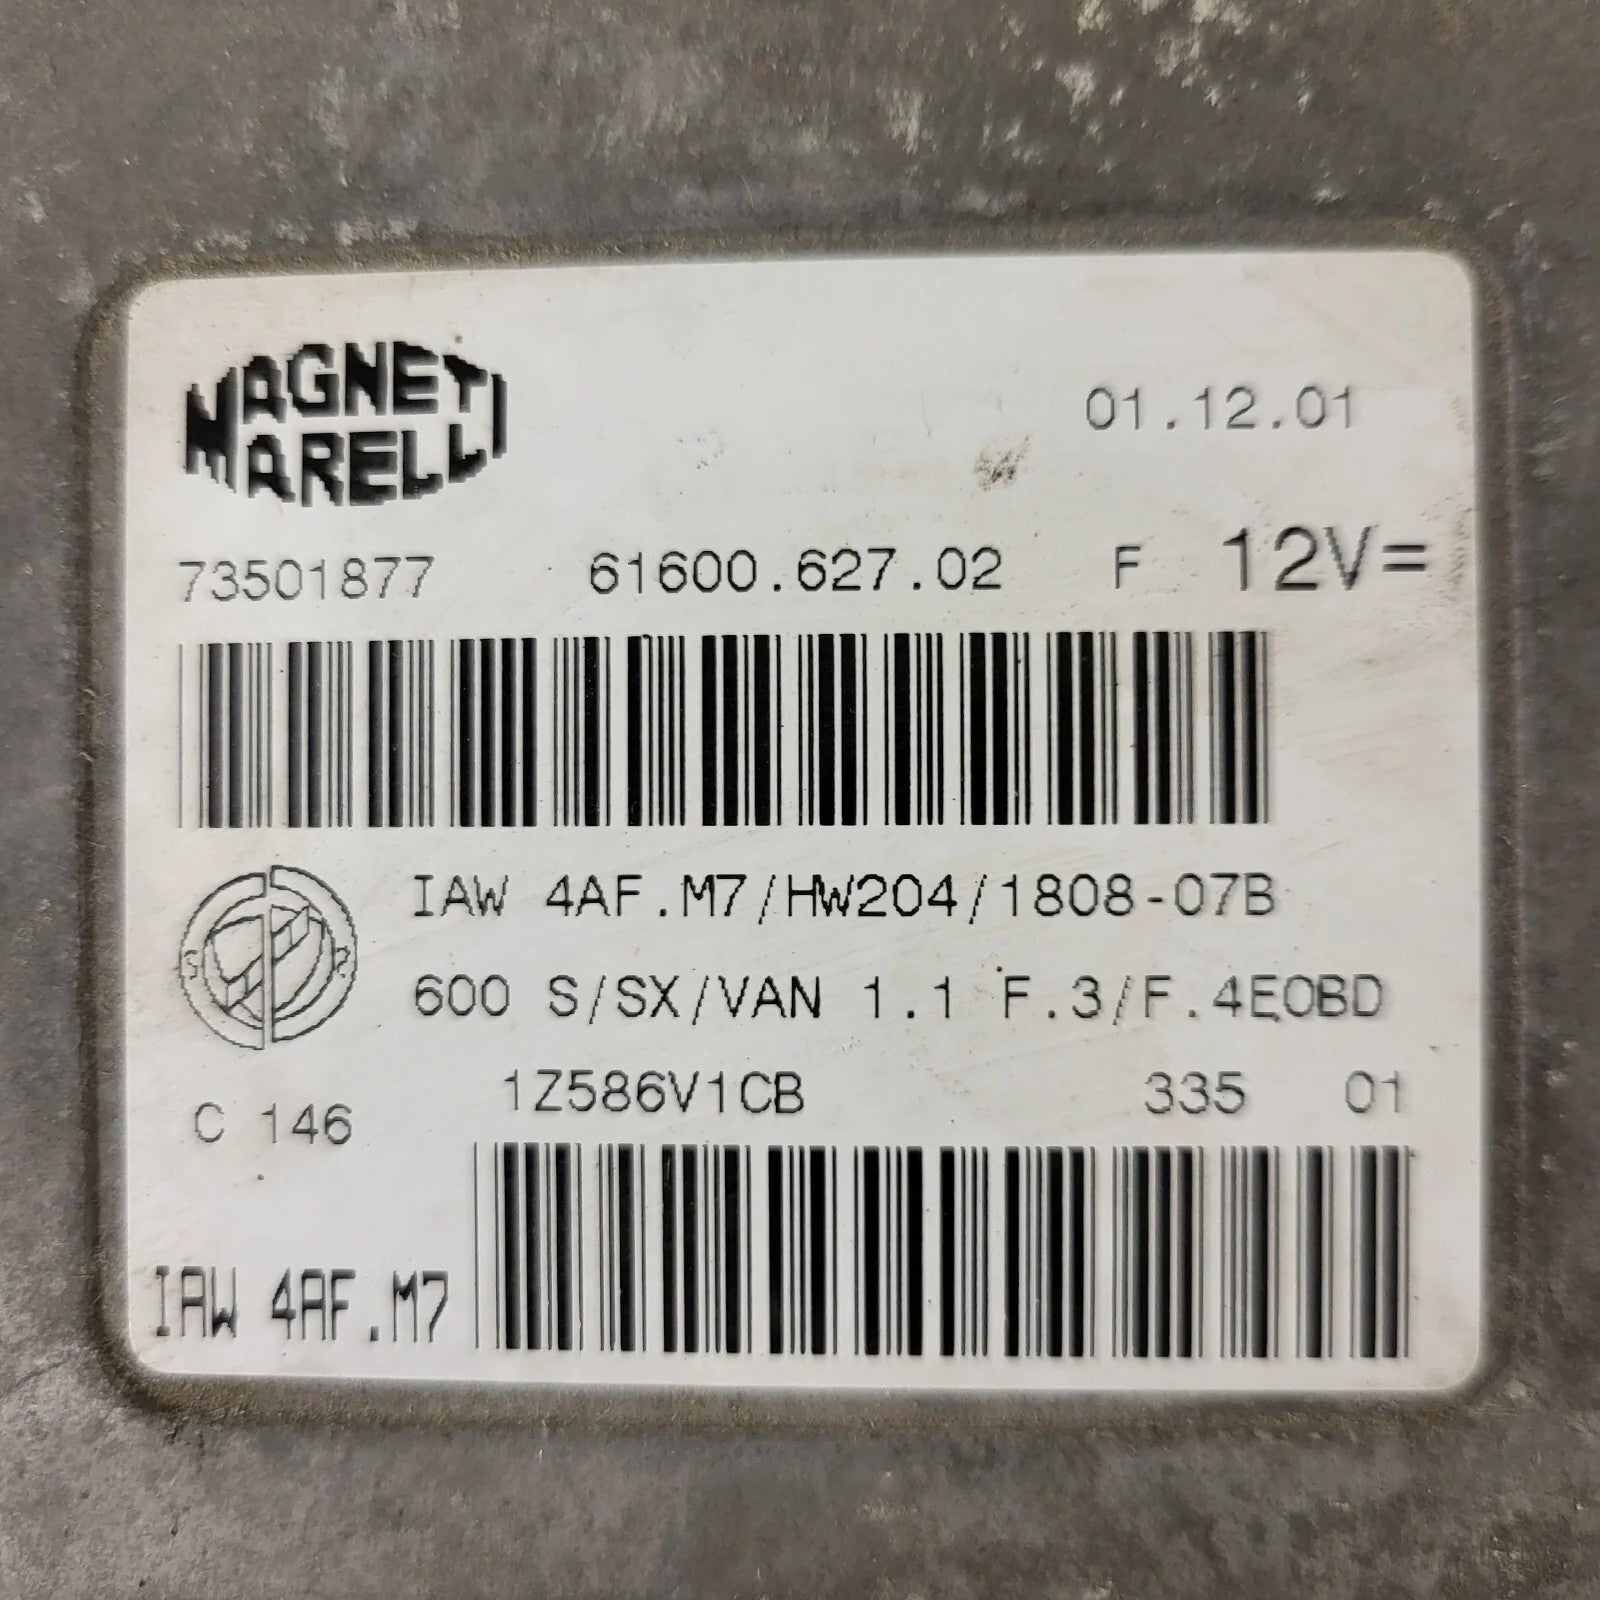 MAGNETI
MARELLI
01.12.01
73501877 61600.627.02 F 12V=
IAW 4AF.M7/HW204/1808-07B
600 S/SX/VAN 1.1 F.3/F.4EOBD
1Z586V1CB 335 01
C 146
IAW 4AF.M7